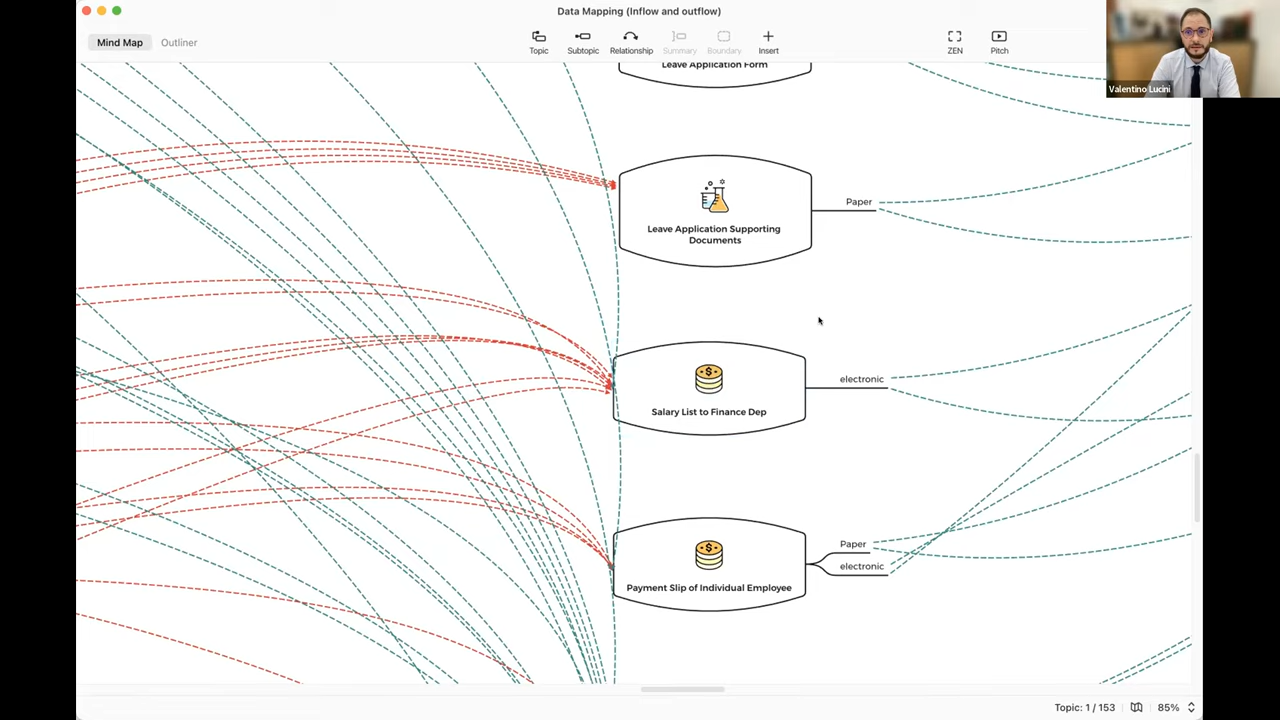 Data Mapping (Inflow and outflow)
Mind Map
Outliner
Topic
Subtopic
Relationship
Summary
Boundary
Insert
ZEN
Pitch
Valentino Lucini
Leave Application Form
Leave Application Supporting
Documents
Paper
Salary List to Finance Dep
electronic
Payment Slip of Individual Employee
Paper
electronic
Topic: 1 / 153
85%